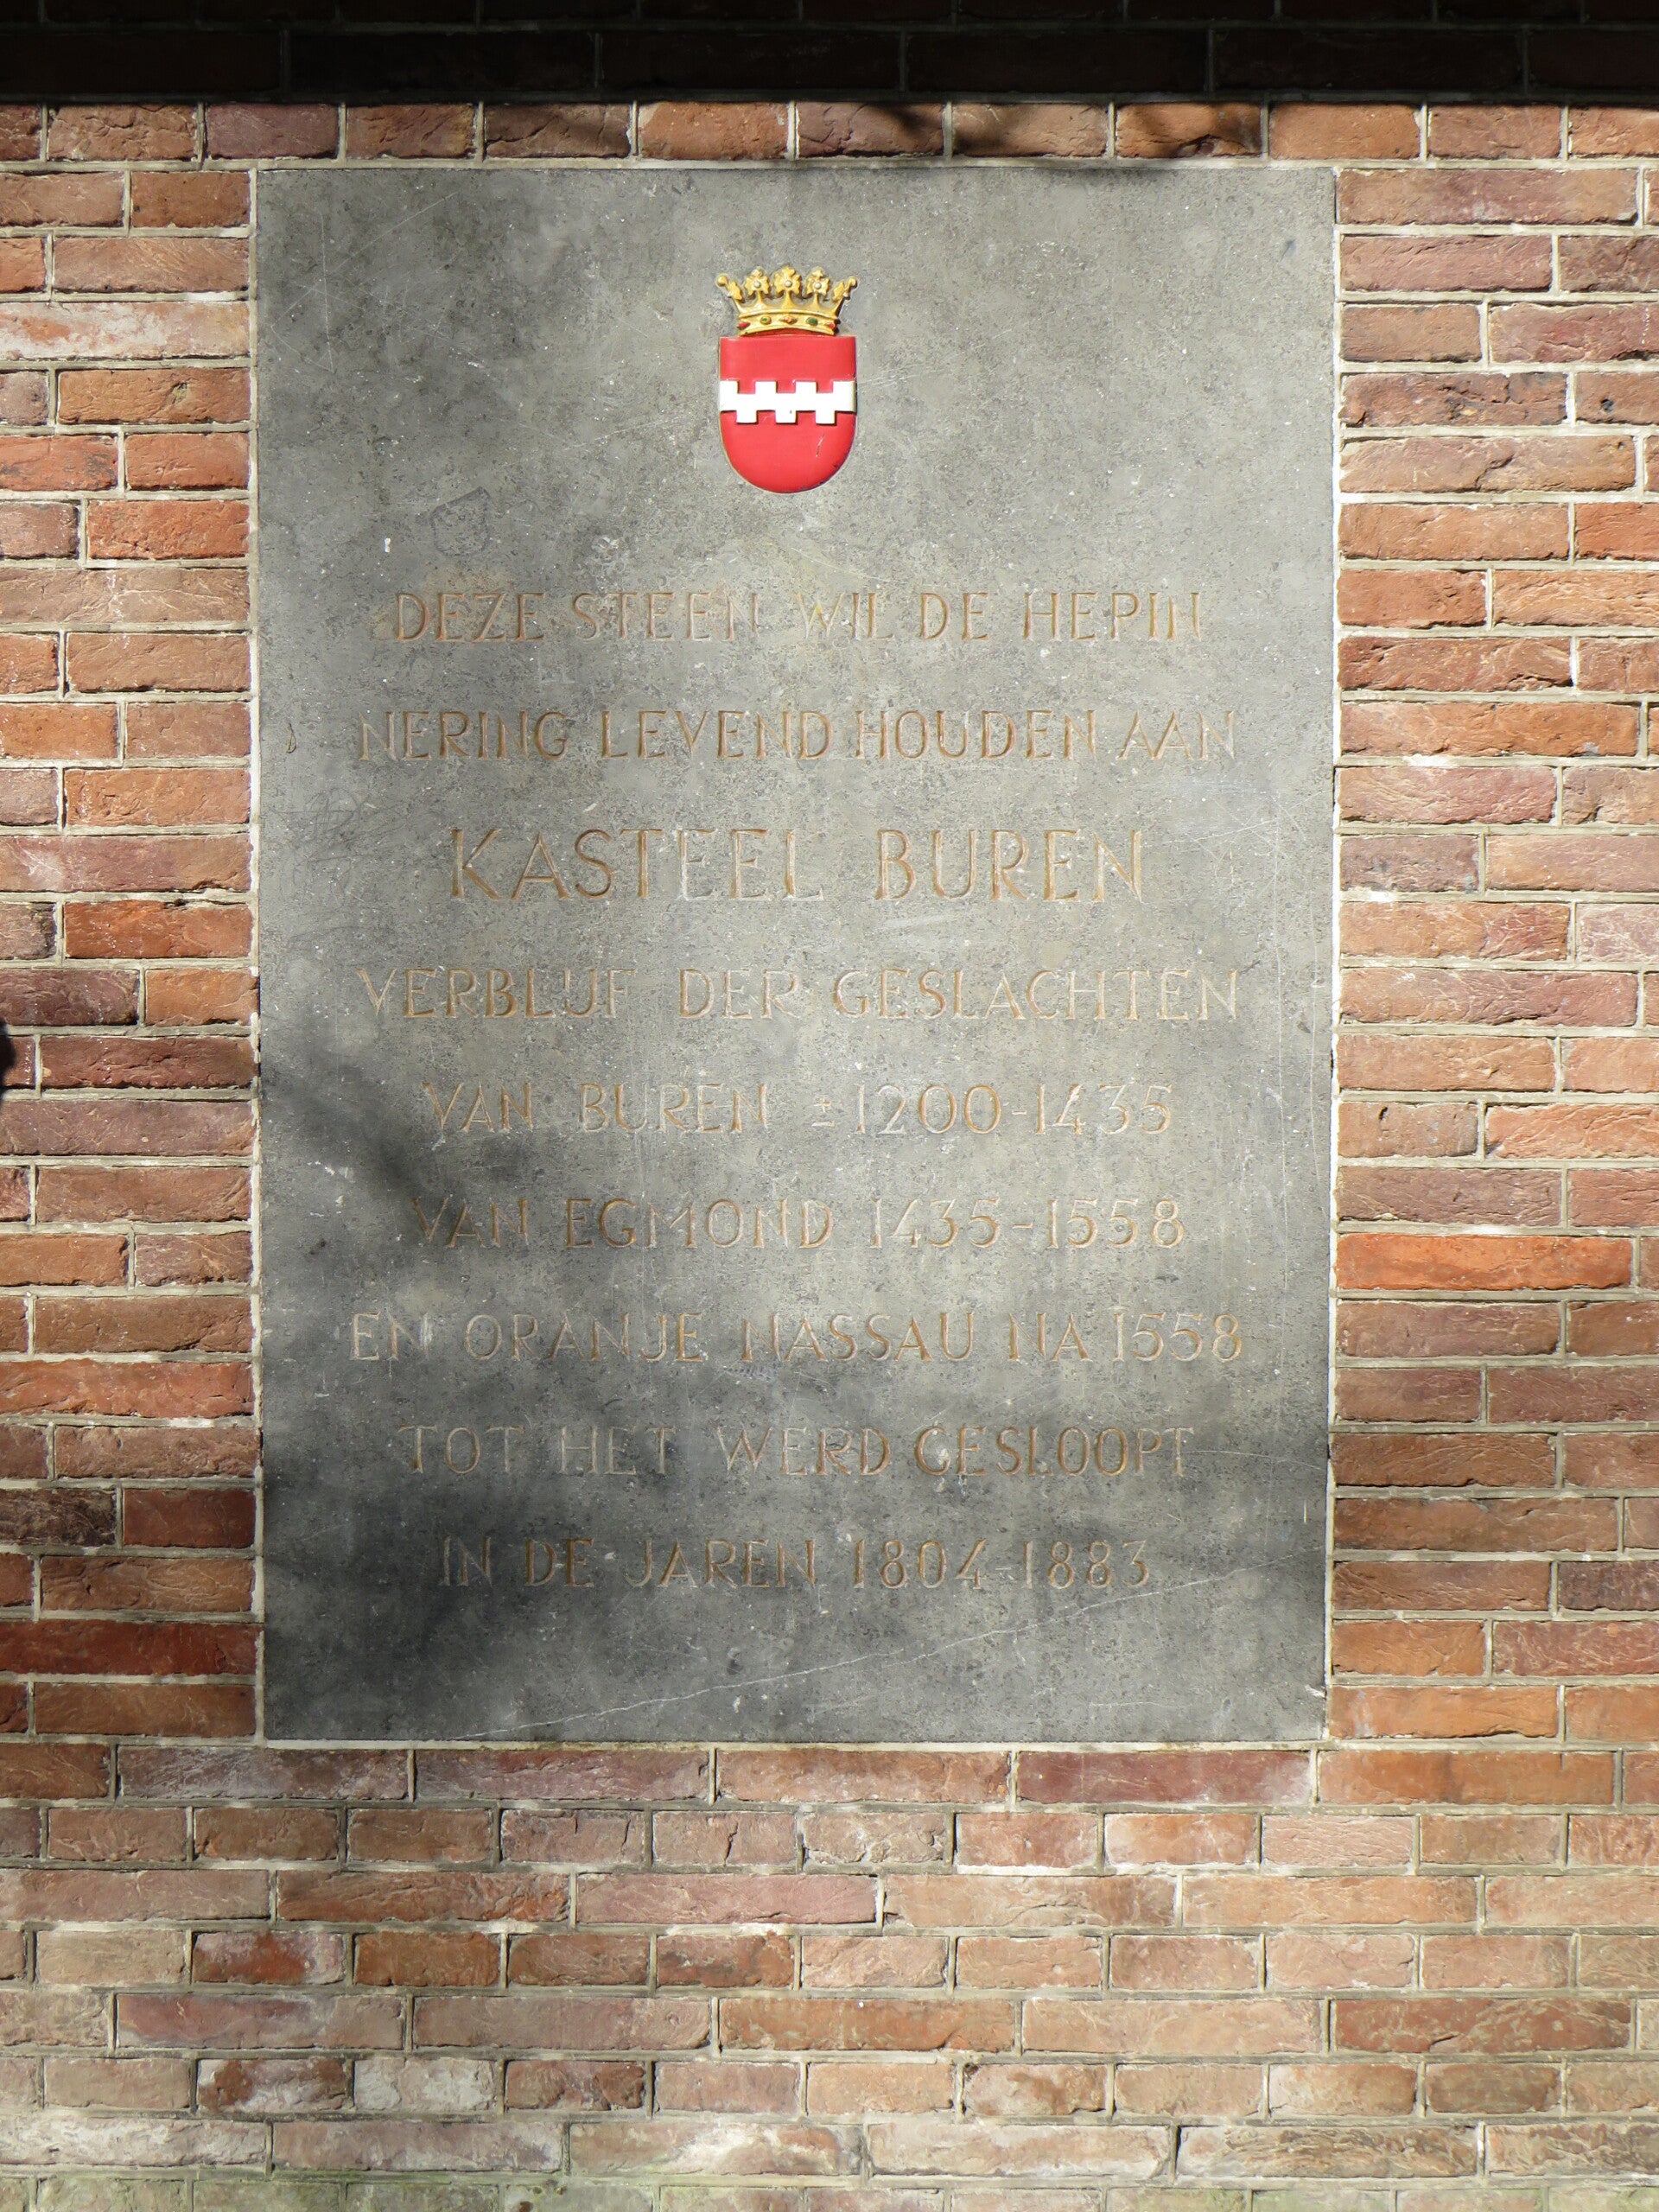 DEZE STEEN WIL DE HEPIN
NERING LEVEND HOUDEN AAN
KASTEEL BUREN
VERBLIJF DER GESLACHTEN
VAN BUREN ± 1200-1435
VAN EGMOND 1435-1558
EN ORANJE NASSAU NA 1558
TOT HET WERD GESLOOPT
IN DE JAREN 1804-1883